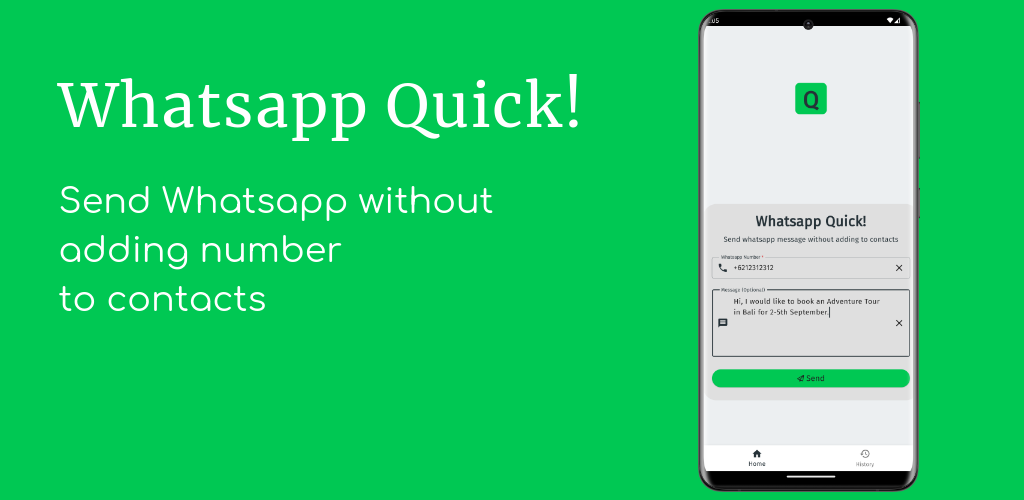 Whatsapp Quick!
Send Whatsapp without
adding number
to contacts
Q
Whatsapp Quick!
Send whatsapp message without adding to contacts
Whatsapp Number *
+6212312312
Message (Optional)
Hi, I would like to book an Adventure Tour
in Bali for 2-5th September.
Send
Home
History